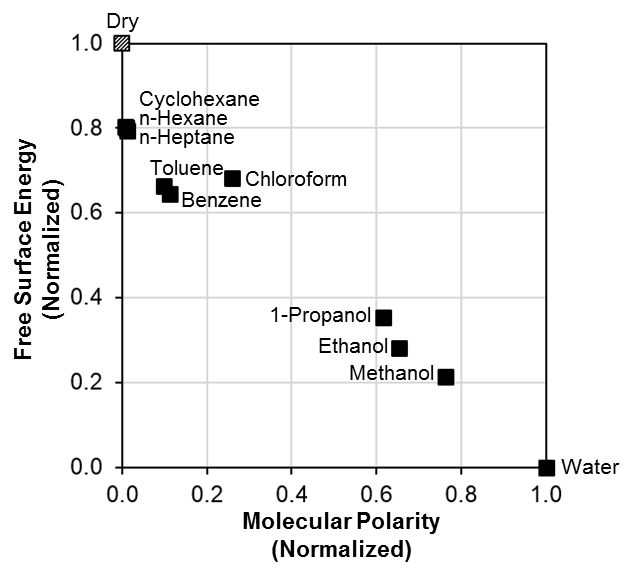 Dry
1.0
Cyclohexane
n-Hexane
0.8
n-Heptane
Toluene
Chloroform
Benzene
0.6
Free Surface Energy
(Normalized)
0.4
1-Propanol
Ethanol
Methanol
0.2
0.0
Water
0.0 0.2 0.4 0.6 0.8 1.0
Molecular Polarity
(Normalized)